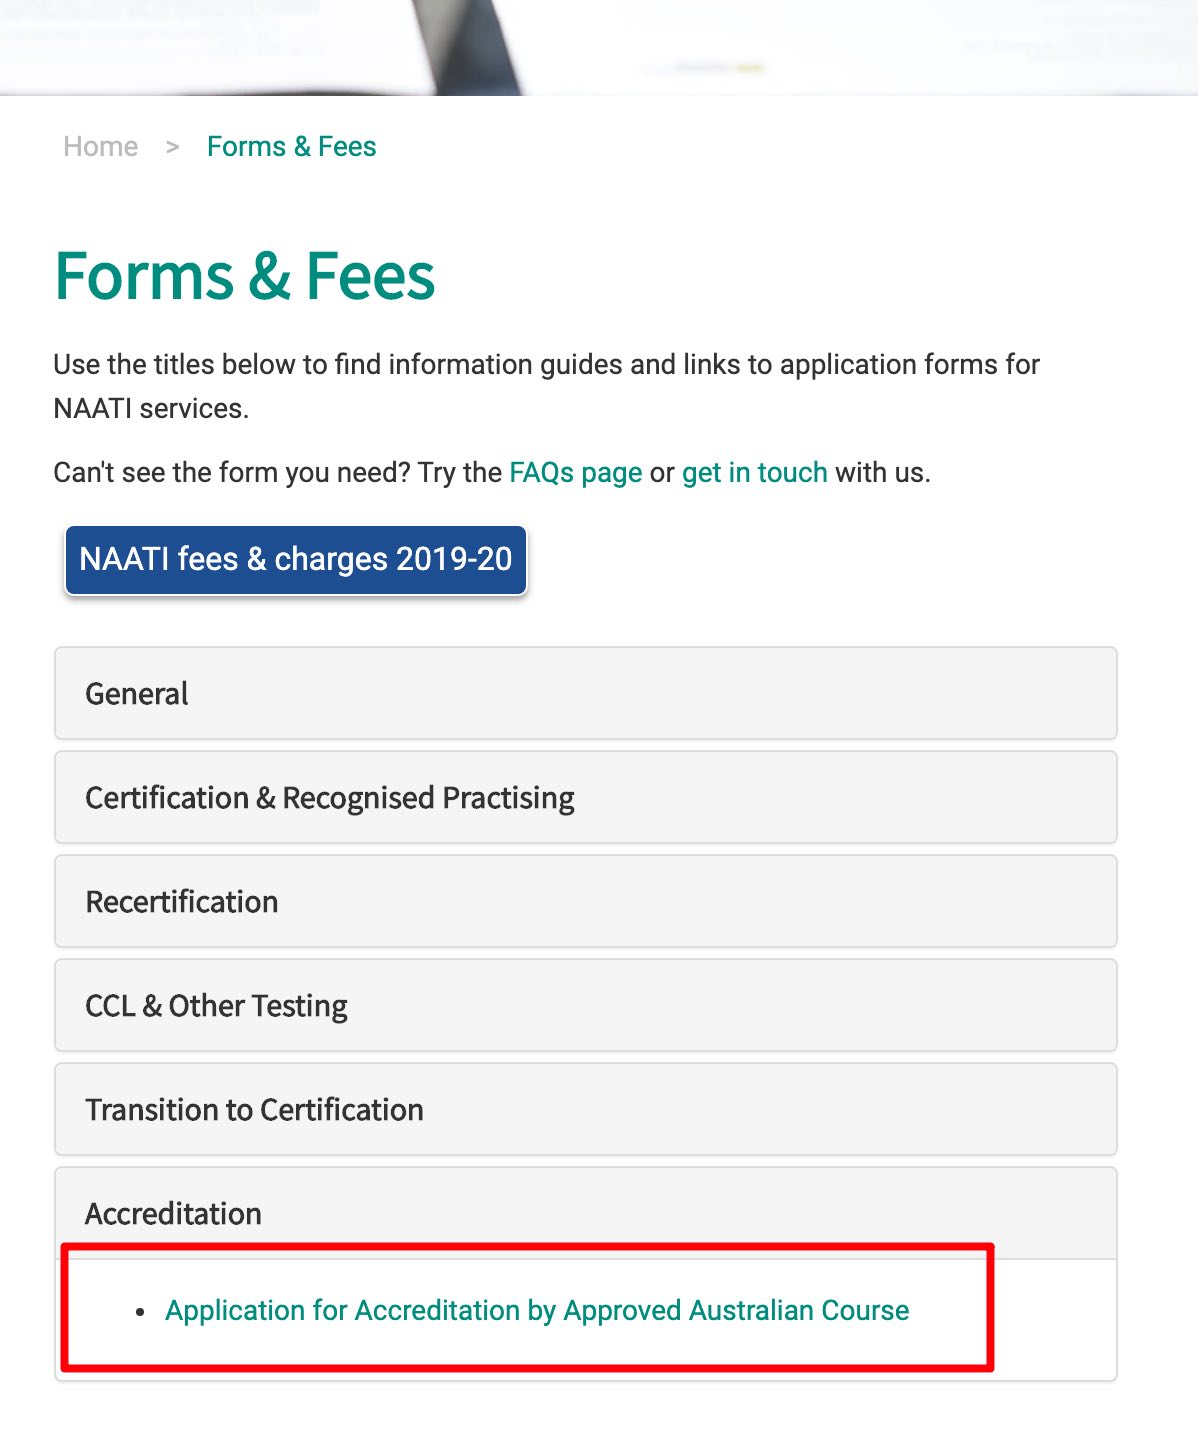 Home > Forms & Fees
Forms & Fees
Use the titles below to find information guides and links to application forms for
NAATI services.
Can't see the form you need? Try the FAQs page or get in touch with us.
NAATI fees & charges 2019-20
General
Certification & Recognised Practising
Recertification
CCL & Other Testing
Transition to Certification
Accreditation
• Application for Accreditation by Approved Australian Course